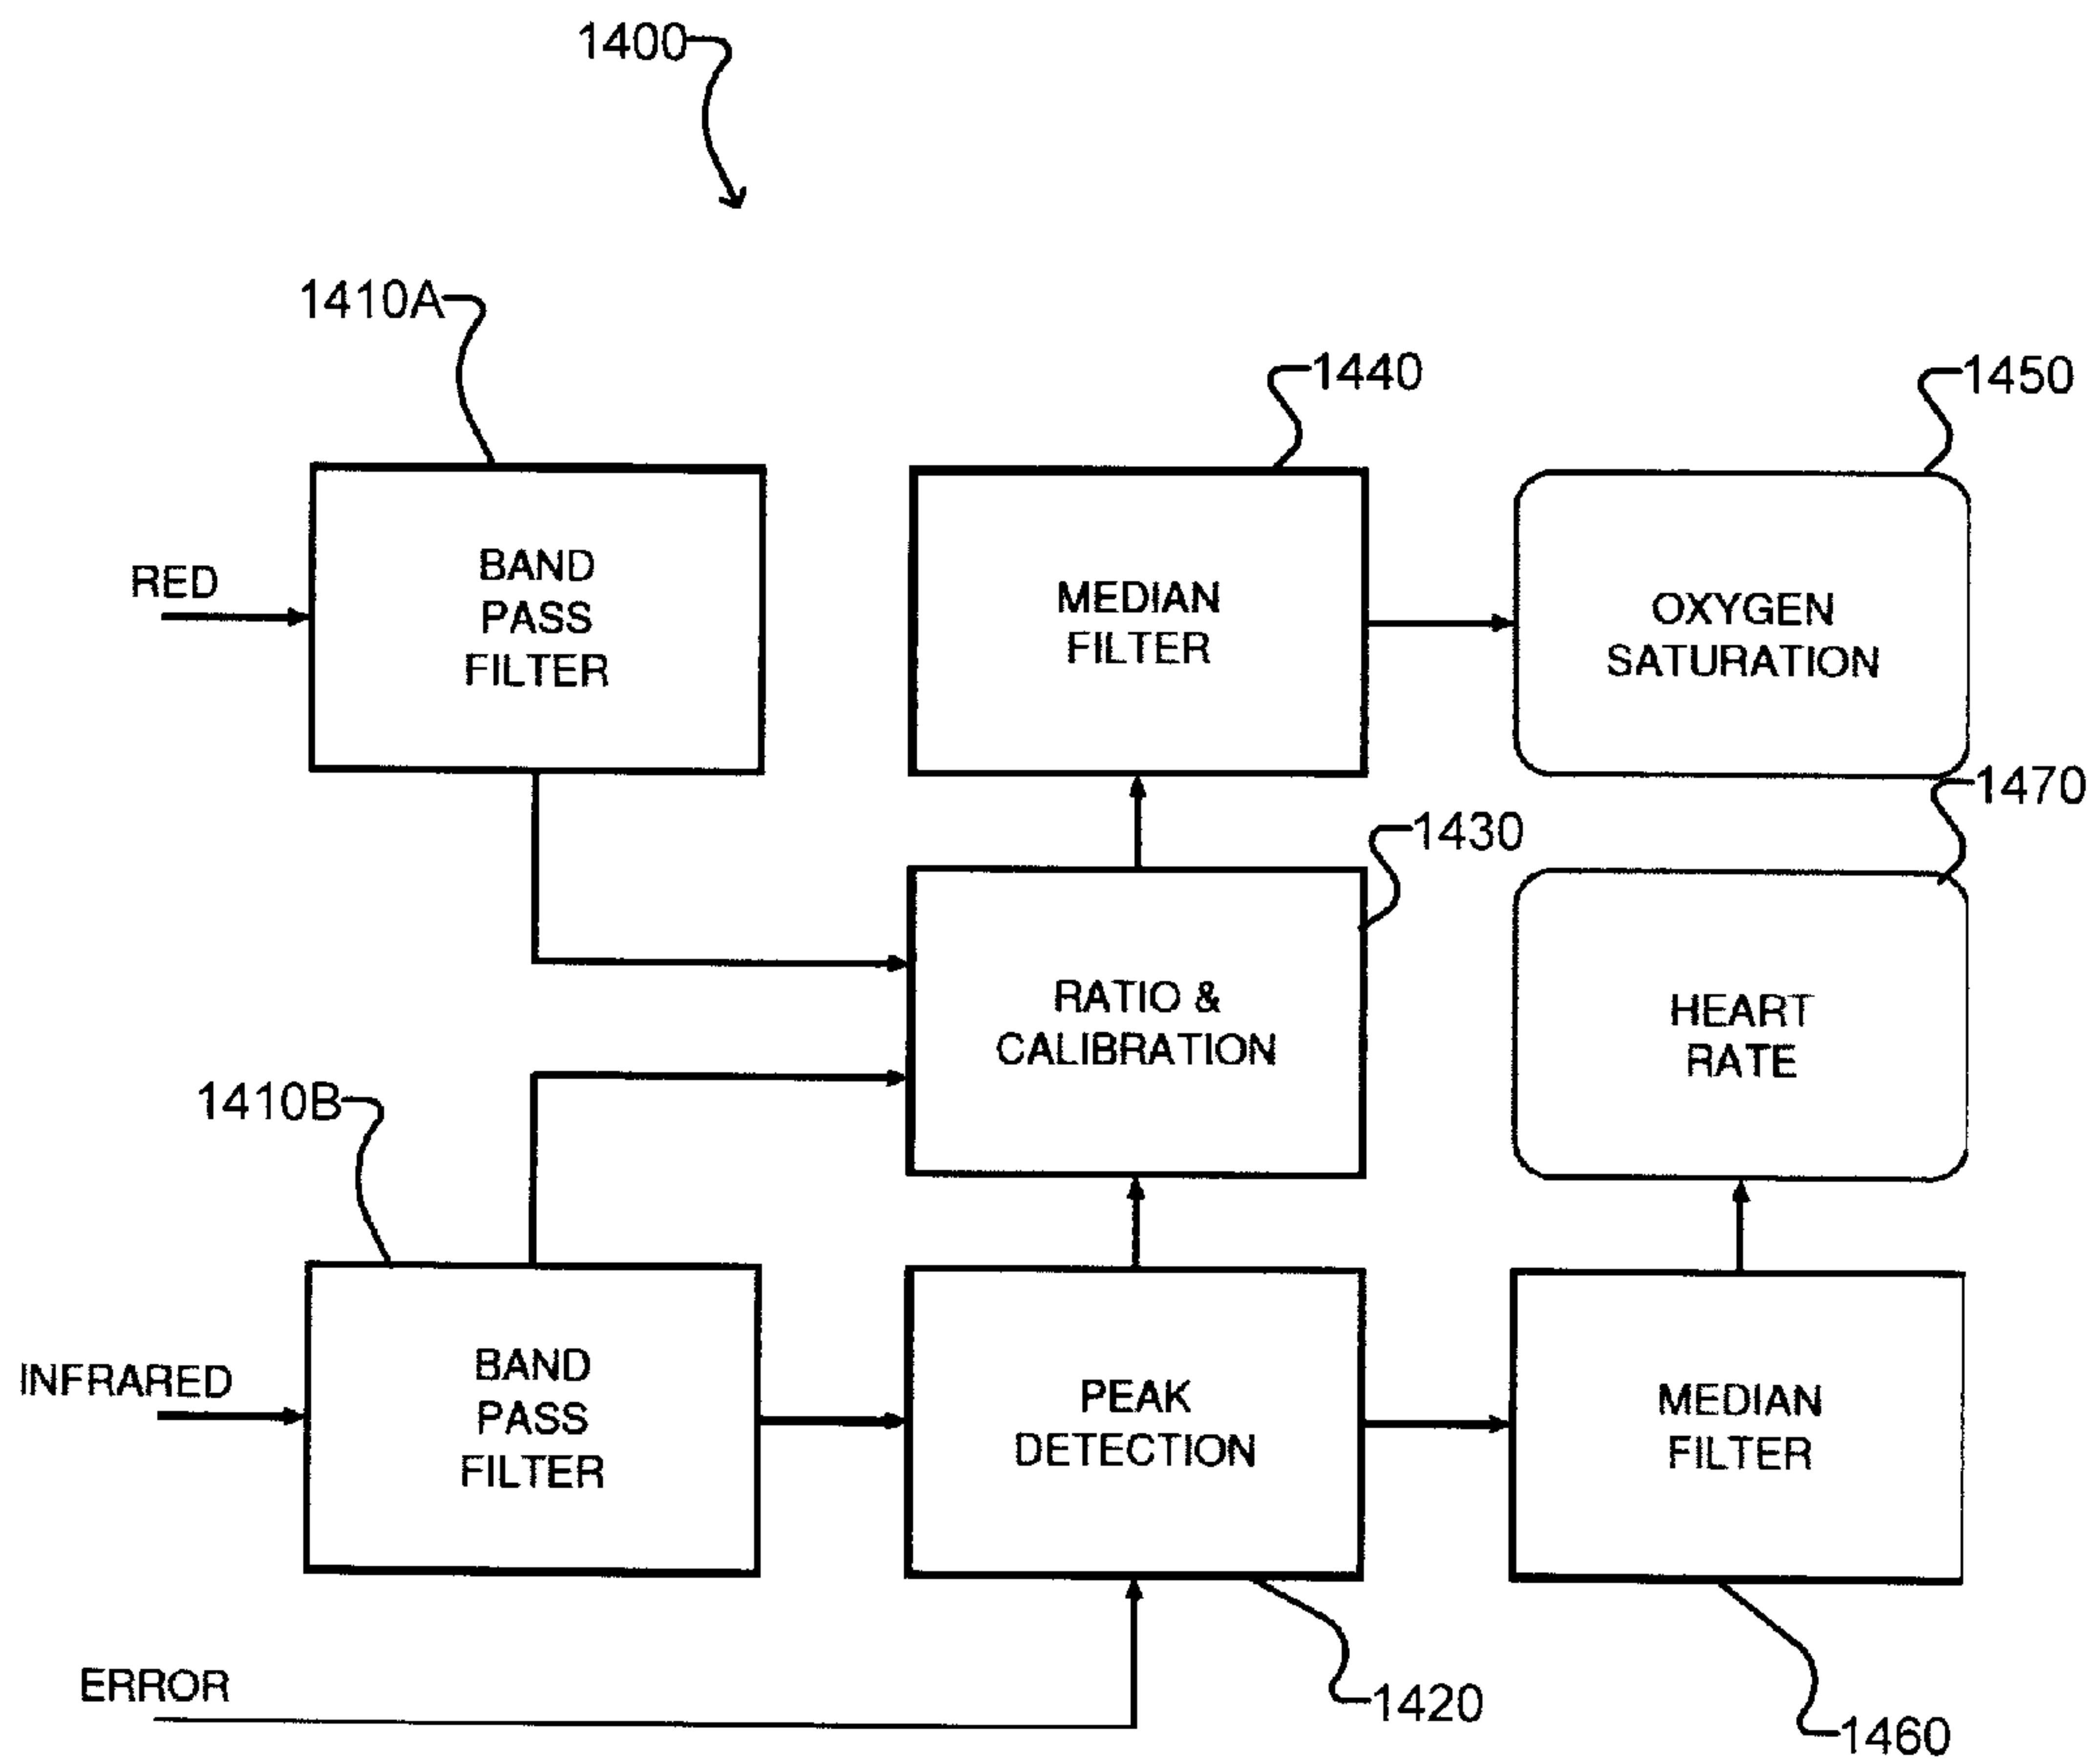 1400
1410A
1440
1450
RED
BAND
PASS
FILTER
MEDIAN
FILTER
OXYGEN
SATURATION
1470
1430
RATIO &
CALIBRATION
HEART
RATE
1410B
INFRARED
BAND
PASS
FILTER
PEAK
DETECTION
MEDIAN
FILTER
ERROR
1420
1460